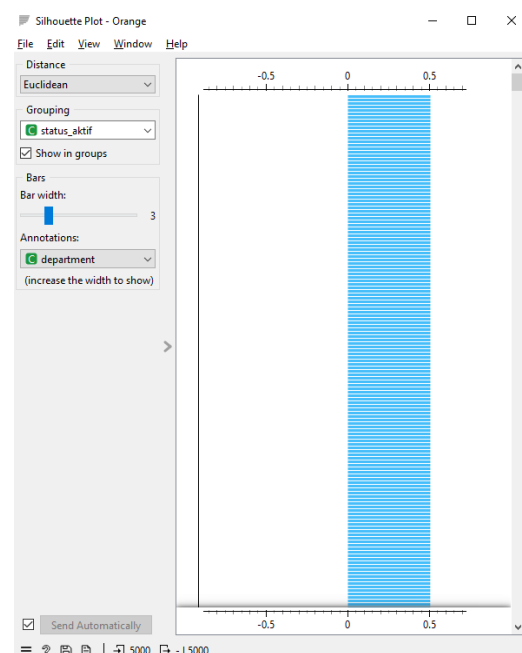 Silhouette Plot - Orange
File Edit View Window Help
Distance
Euclidean
Grouping
C status_aktif
Show in groups
Bars
Bar width:
3
Annotations:
C department
(increase the width to show)
Send Automatically
5000 - | 5000
-0.5 0 0.5
-0.5 0 0.5